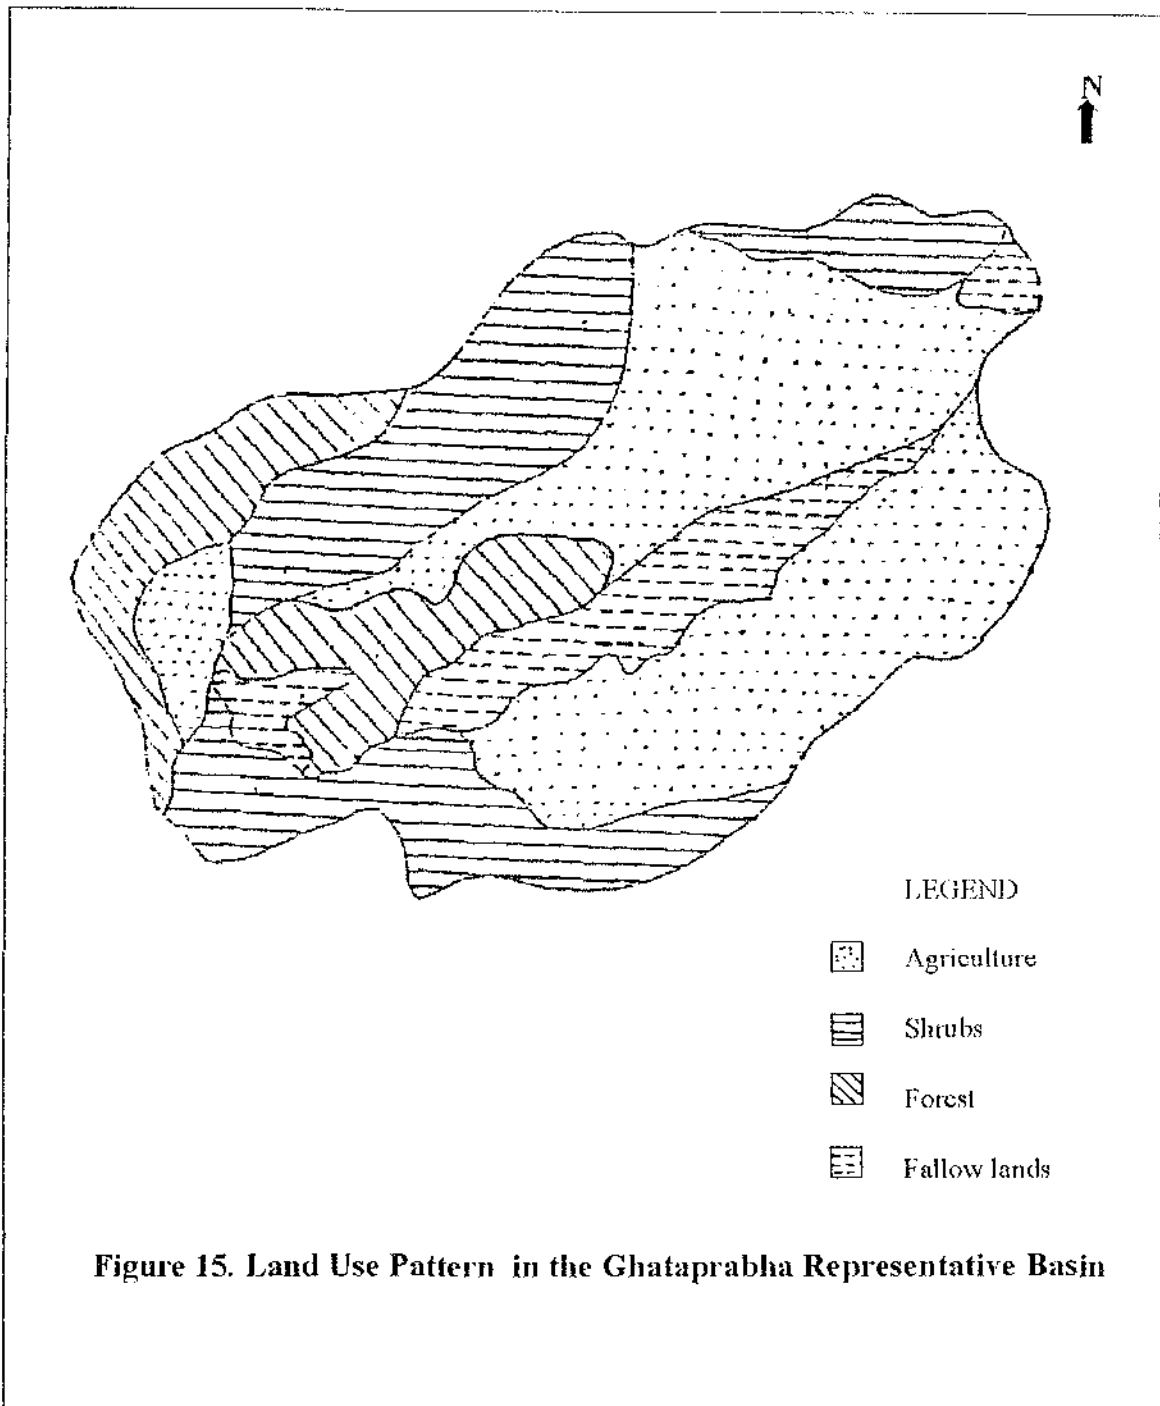 N
LEGEND
Agriculture
Shrubs
Forest
Fallow lands
Figure 15. Land Use Pattern in the Ghataprabha Representative Basin